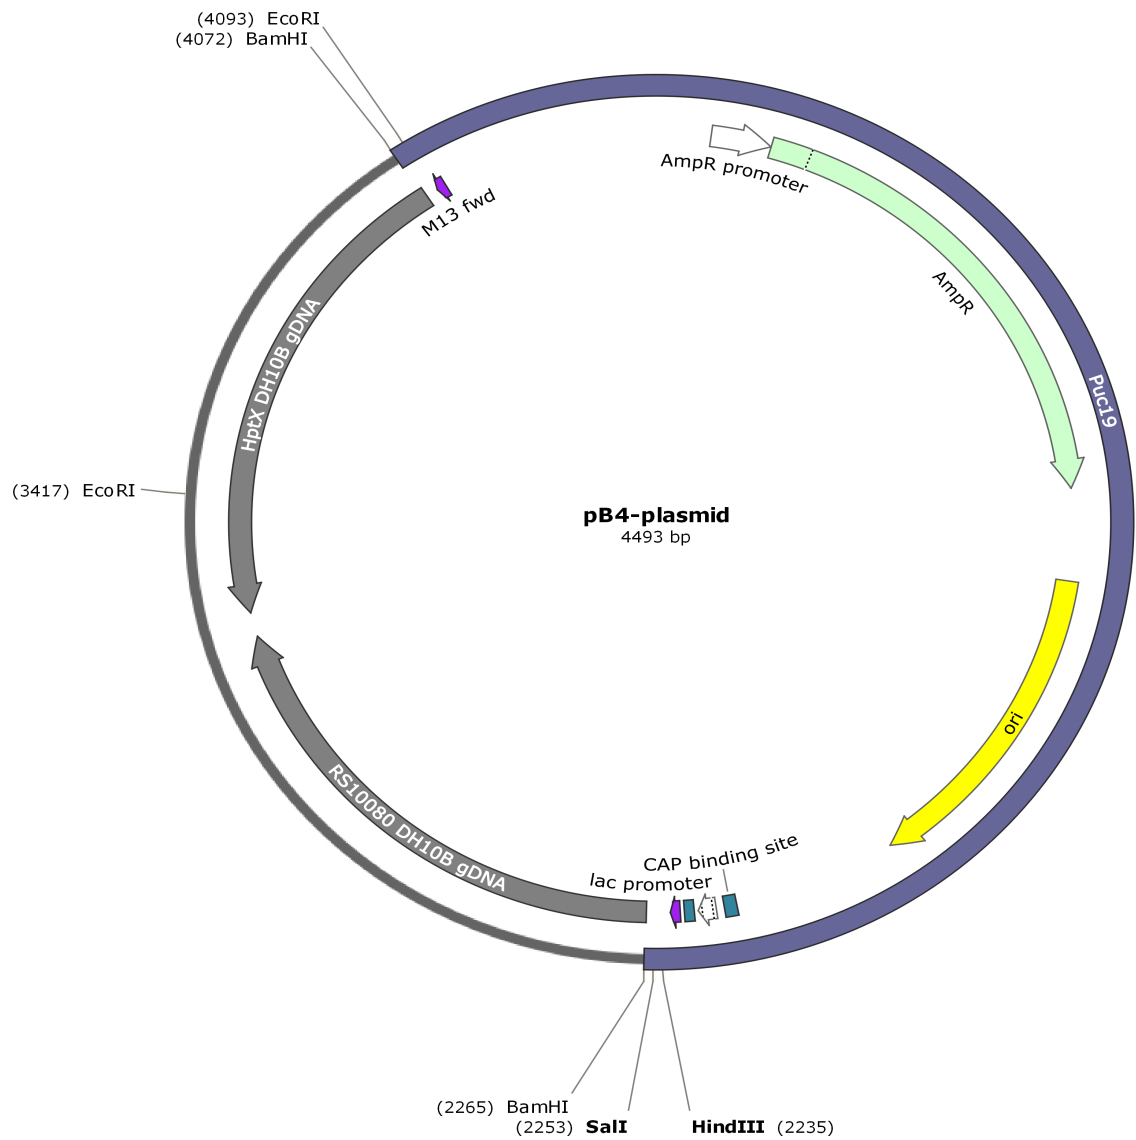 (4093) EcoRI
(4072) BamHI
AmpR promoter
M13 fwd
AmpR
HptX DH10B gDNA
Puc19
(3417) EcoRI
pB4-plasmid
4493 bp
ori
RS10080 DH10B gDNA
CAP binding site
lac promoter
(2265) BamHI
(2253) SalI
HindIII (2235)